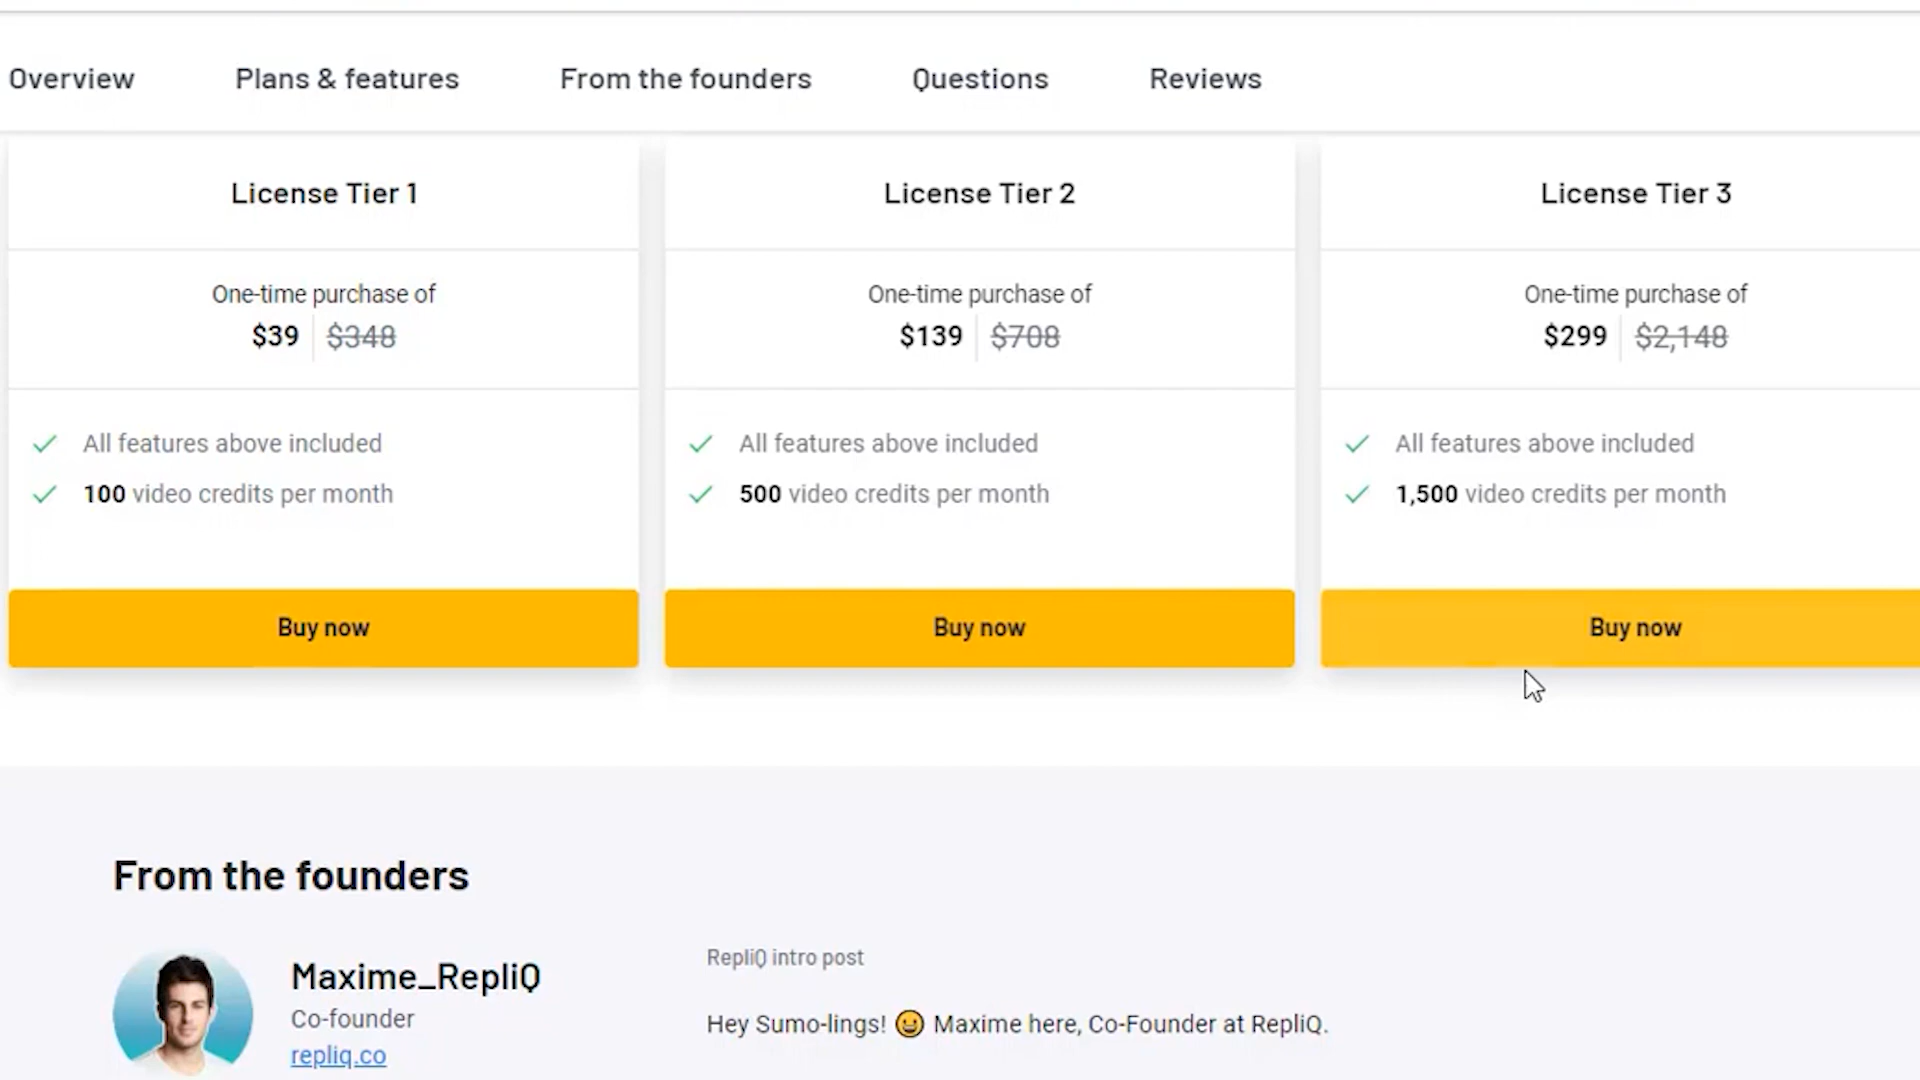 Overview Plans & features From the founders Questions Reviews
License Tier 1
One-time purchase of
$39 $348
All features above included
100 video credits per month
Buy now
License Tier 2
One-time purchase of
$139 $708
All features above included
500 video credits per month
Buy now
License Tier 3
One-time purchase of
$299 $2,148
All features above included
1,500 video credits per month
Buy now
From the founders
Maxime_RepliQ
Co-founder
repliq.co
RepliQ intro post
Hey Sumo-lings! 😀 Maxime here, Co-Founder at RepliQ.